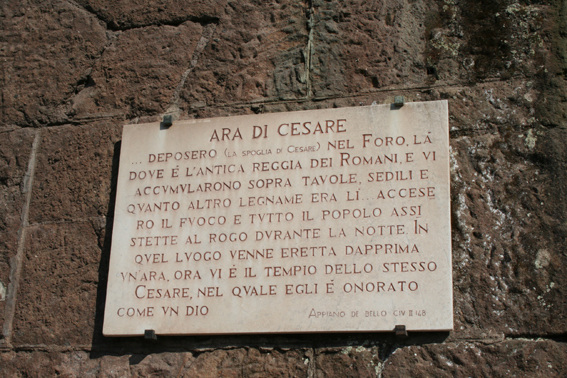 ARA DI CESARE
... DEPOSERO (LA SPOGLIA DI CESARE) NEL FORO, LÀ
DOVE É L'ANTICA REGGIA DEI ROMANI, E VI
ACCVMVLARONO SOPRA TAVOLE, SEDILI E
QVANTO ALTRO LEGNAME ERA LÌ. ACCESE
RO IL FVOCO E TVTTO IL POPOLO ASSI
STETTE AL ROGO DVRANTE LA NOTTE. IN
QVEL LVOGO VENNE ERETTA DAPPRIMA
VN'ARA, ORA VI É IL TEMPIO DELLO STESSO
CESARE, NEL QVALE EGLI É ONORATO
COME VN DIO
APPIANO DE BELLO CIV II 148